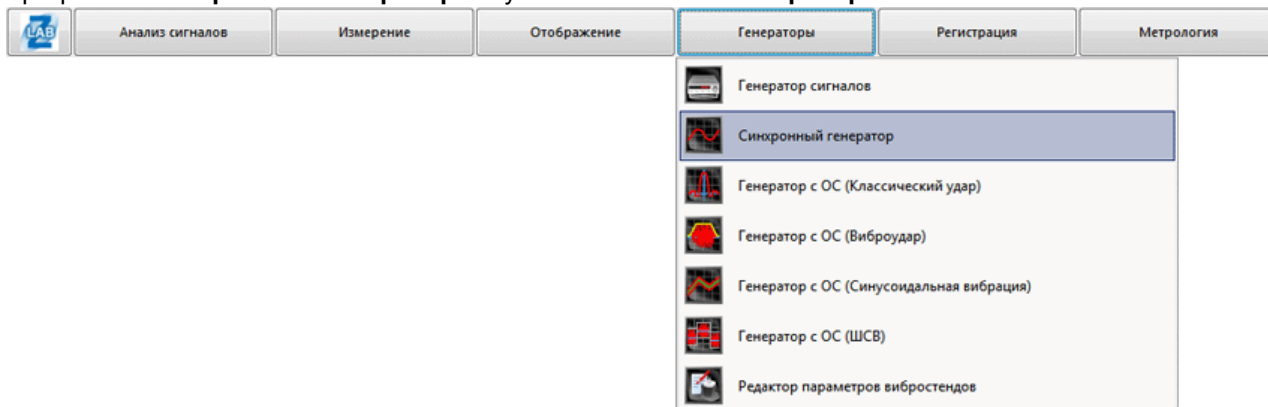 LAB Z
Анализ сигналов
Измерение
Отображение
Генераторы
Регистрация
Метрология
Генератор сигналов
Синхронный генератор
Генератор с ОС (Классический удар)
Генератор с ОС (Виброудар)
Генератор с ОС (Синусоидальная вибрация)
Генератор с ОС (ШСВ)
Редактор параметров вибростендов